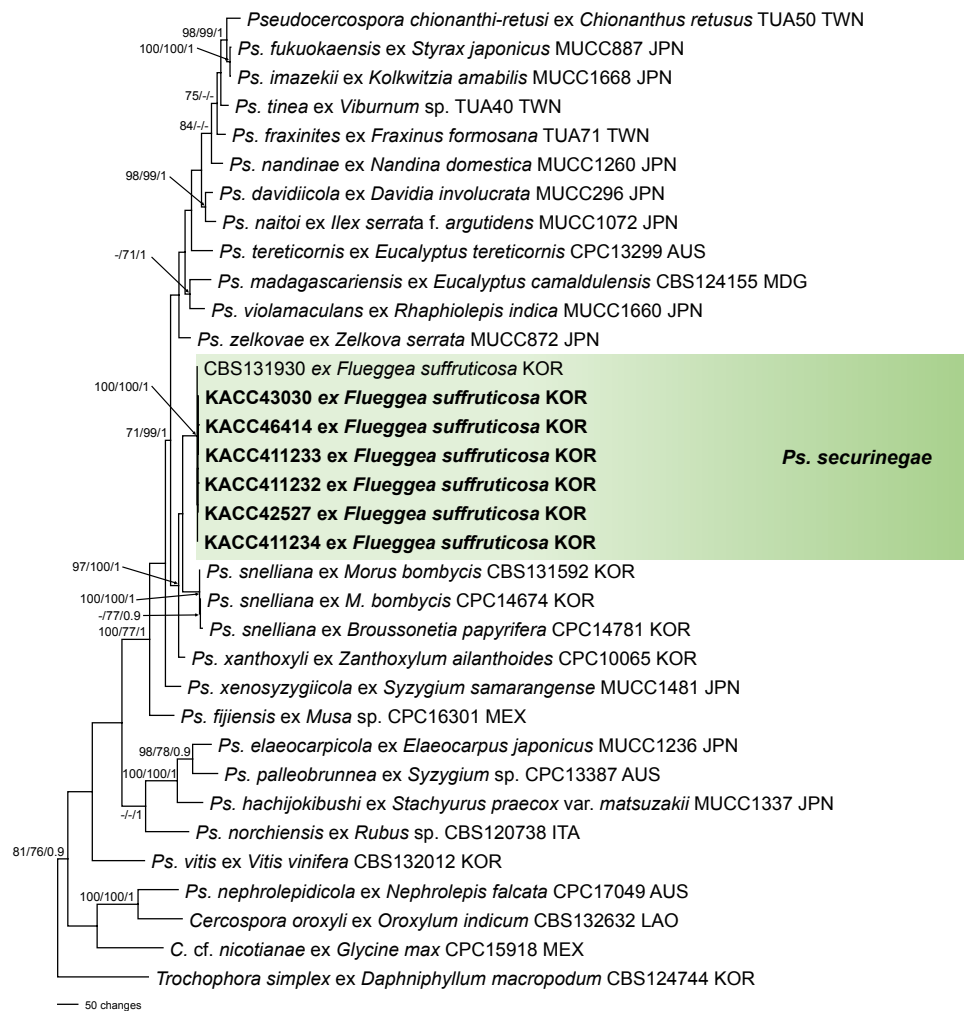 Pseudocercospora chionanthi-retusi ex Chionanthus retusus TUA50 TWN
98/99/1
100/100/1
Ps. fukuokaensis ex Styrax japonicus MUCC887 JPN
Ps. imazekii ex Kolkwitzia amabilis MUCC1668 JPN
75/-/-
Ps. tinea ex Viburnum sp. TUA40 TWN
84/-/-
Ps. fraxinites ex Fraxinus formosana TUA71 TWN
Ps. nandinae ex Nandina domestica MUCC1260 JPN
98/99/1
Ps. davidiicola ex Davidia involucrata MUCC296 JPN
Ps. naitoi ex Ilex serrata f. argutidens MUCC1072 JPN
Ps. tereticornis ex Eucalyptus tereticornis CPC13299 AUS
-/71/1
Ps. madagascariensis ex Eucalyptus camaldulensis CBS124155 MDG
Ps. violamaculans ex Rhaphiolepis indica MUCC1660 JPN
Ps. zelkovae ex Zelkova serrata MUCC872 JPN
CBS131930 ex Flueggea suffruticosa KOR
100/100/1
KACC43030 ex Flueggea suffruticosa KOR
KACC46414 ex Flueggea suffruticosa KOR
71/99/1
KACC411233 ex Flueggea suffruticosa KOR
Ps. securinegae
KACC411232 ex Flueggea suffruticosa KOR
KACC42527 ex Flueggea suffruticosa KOR
KACC411234 ex Flueggea suffruticosa KOR
97/100/1
Ps. snelliana ex Morus bombycis CBS131592 KOR
100/100/1
Ps. snelliana ex M. bombycis CPC14674 KOR
-/77/0.9
Ps. snelliana ex Broussonetia papyrifera CPC14781 KOR
100/77/1
Ps. xanthoxyli ex Zanthoxylum ailanthoides CPC10065 KOR
Ps. xenosyzygiicola ex Syzygium samarangense MUCC1481 JPN
Ps. fijiensis ex Musa sp. CPC16301 MEX
98/78/0.9
Ps. elaeocarpicola ex Elaeocarpus japonicus MUCC1236 JPN
100/100/1
Ps. palleobrunnea ex Syzygium sp. CPC13387 AUS
Ps. hachijokibushi ex Stachyurus praecox var. matsuzakii MUCC1337 JPN
-/-/1
Ps. norchiensis ex Rubus sp. CBS120738 ITA
81/76/0.9
Ps. vitis ex Vitis vinifera CBS132012 KOR
100/100/1
Ps. nephrolepidicola ex Nephrolepis falcata CPC17049 AUS
Cercospora oroxyli ex Oroxylum indicum CBS132632 LAO
C. cf. nicotianae ex Glycine max CPC15918 MEX
Trochophora simplex ex Daphniphyllum macropodum CBS124744 KOR
50 changes